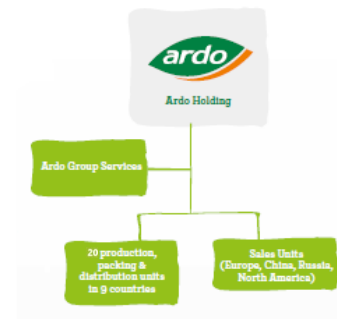 ardo
Ardo Holding
Ardo Group Services
20 production,
packing &
distribution units
in 9 countries
Sales Units
(Europe, China, Russia,
North America)